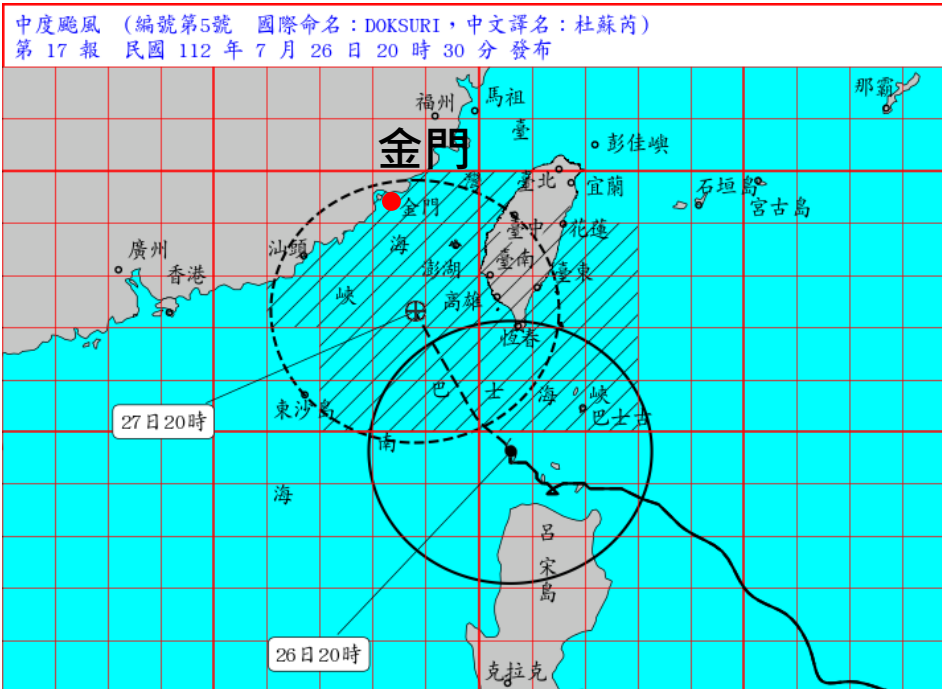 中度颱風 (編號第5號 國際命名：DOKSURI，中文譯名：杜蘇芮)
第 17 報 民國 112 年 7 月 26 日 20 時 30 分 發布
那霸
福州
馬祖
臺
金門
彭佳嶼
灣
臺北
宜蘭
石垣島
宮古島
金門
臺中
花蓮
海
汕頭
廣州
澎湖
臺南
臺東
香港
峽
高雄
恆春
巴
士
海
峽
東沙島
巴士古
27日20時
南
海
呂
宋
島
26日20時
克拉克